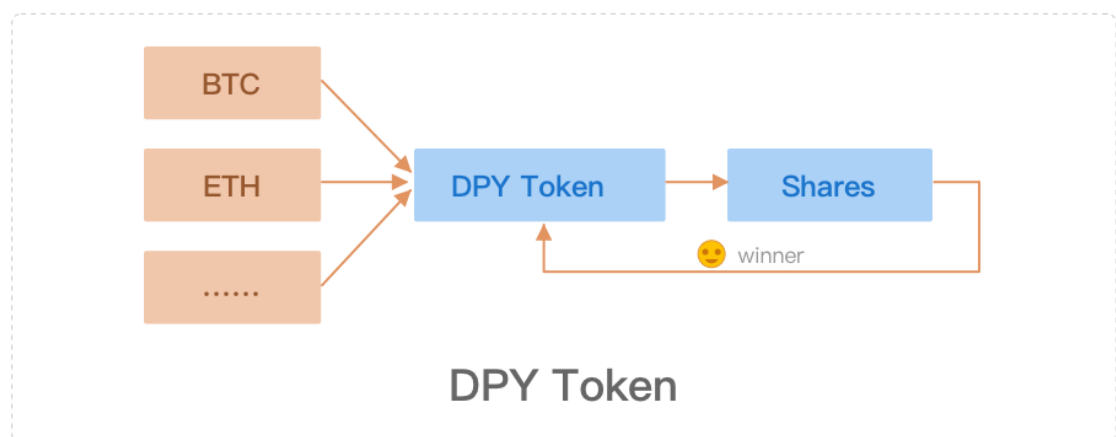 BTC
ETH
......
DPY Token
Shares
winner
DPY Token